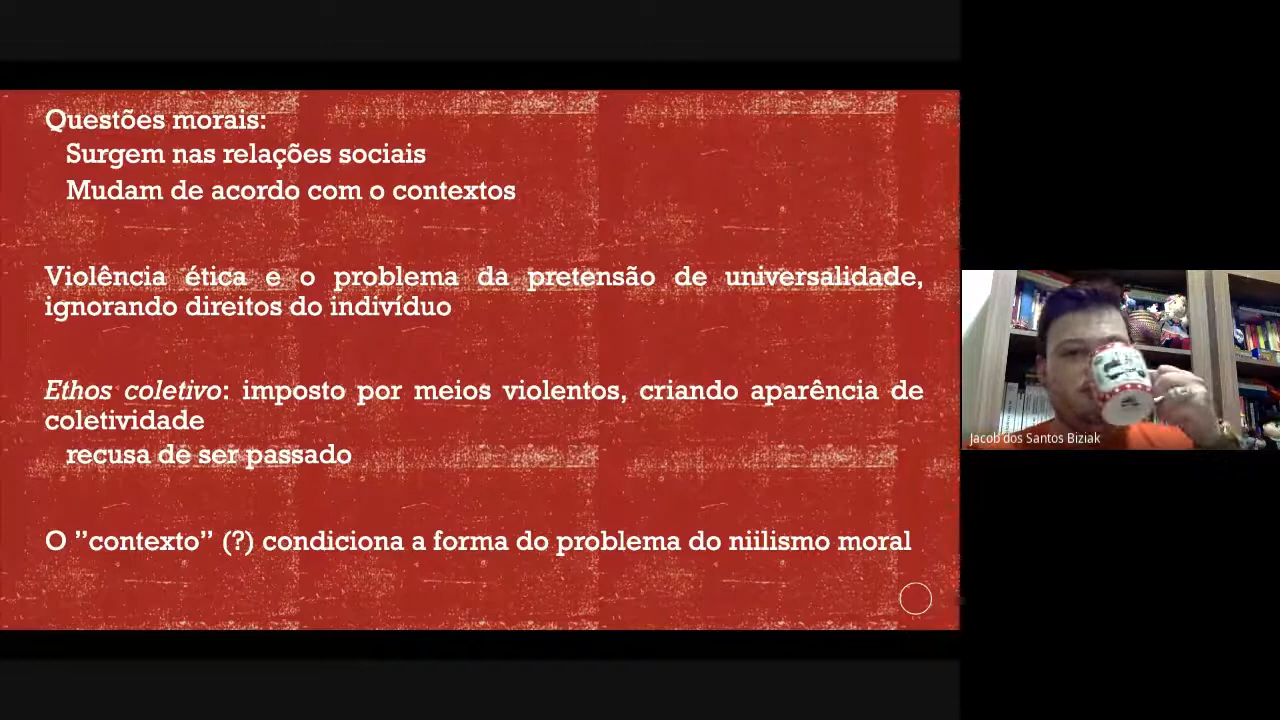 Questões morais:
Surgem nas relações sociais
Mudam de acordo com o contextos
Violência ética e o problema da pretensão de universalidade,
ignorando direitos do indivíduo
Ethos coletivo: imposto por meios violentos, criando aparência de
coletividade
recusa de ser passado
O ”contexto” (?) condiciona a forma do problema do niilismo moral
Jacob dos Santos Biziak